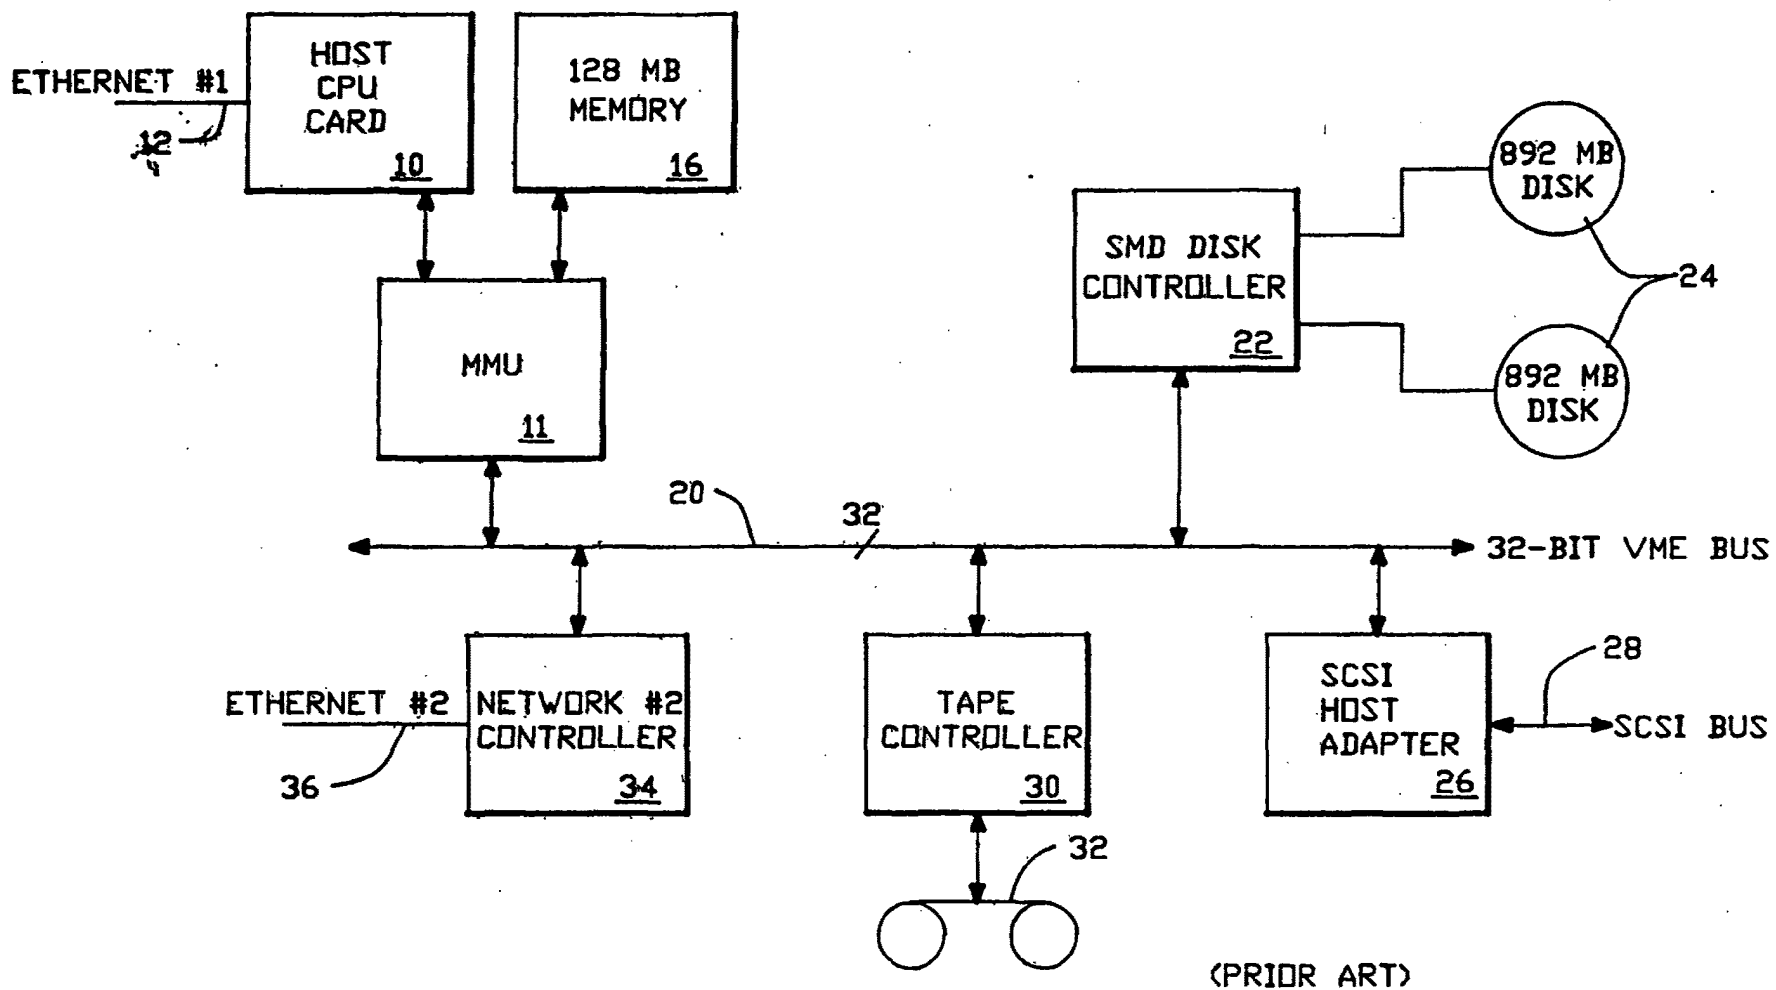 HOST
CPU
CARD
10
128 MB
MEMORY
16
ETHERNET #1
12
MMU
11
SMD DISK
CONTROLLER
22
892 MB
DISK
24
892 MB
DISK
20
32
32-BIT VME BUS
ETHERNET #2
36
NETWORK #2
CONTROLLER
34
TAPE
CONTROLLER
30
32
SCSI
HOST
ADAPTER
26
28
SCSI BUS
(PRIOR ART)